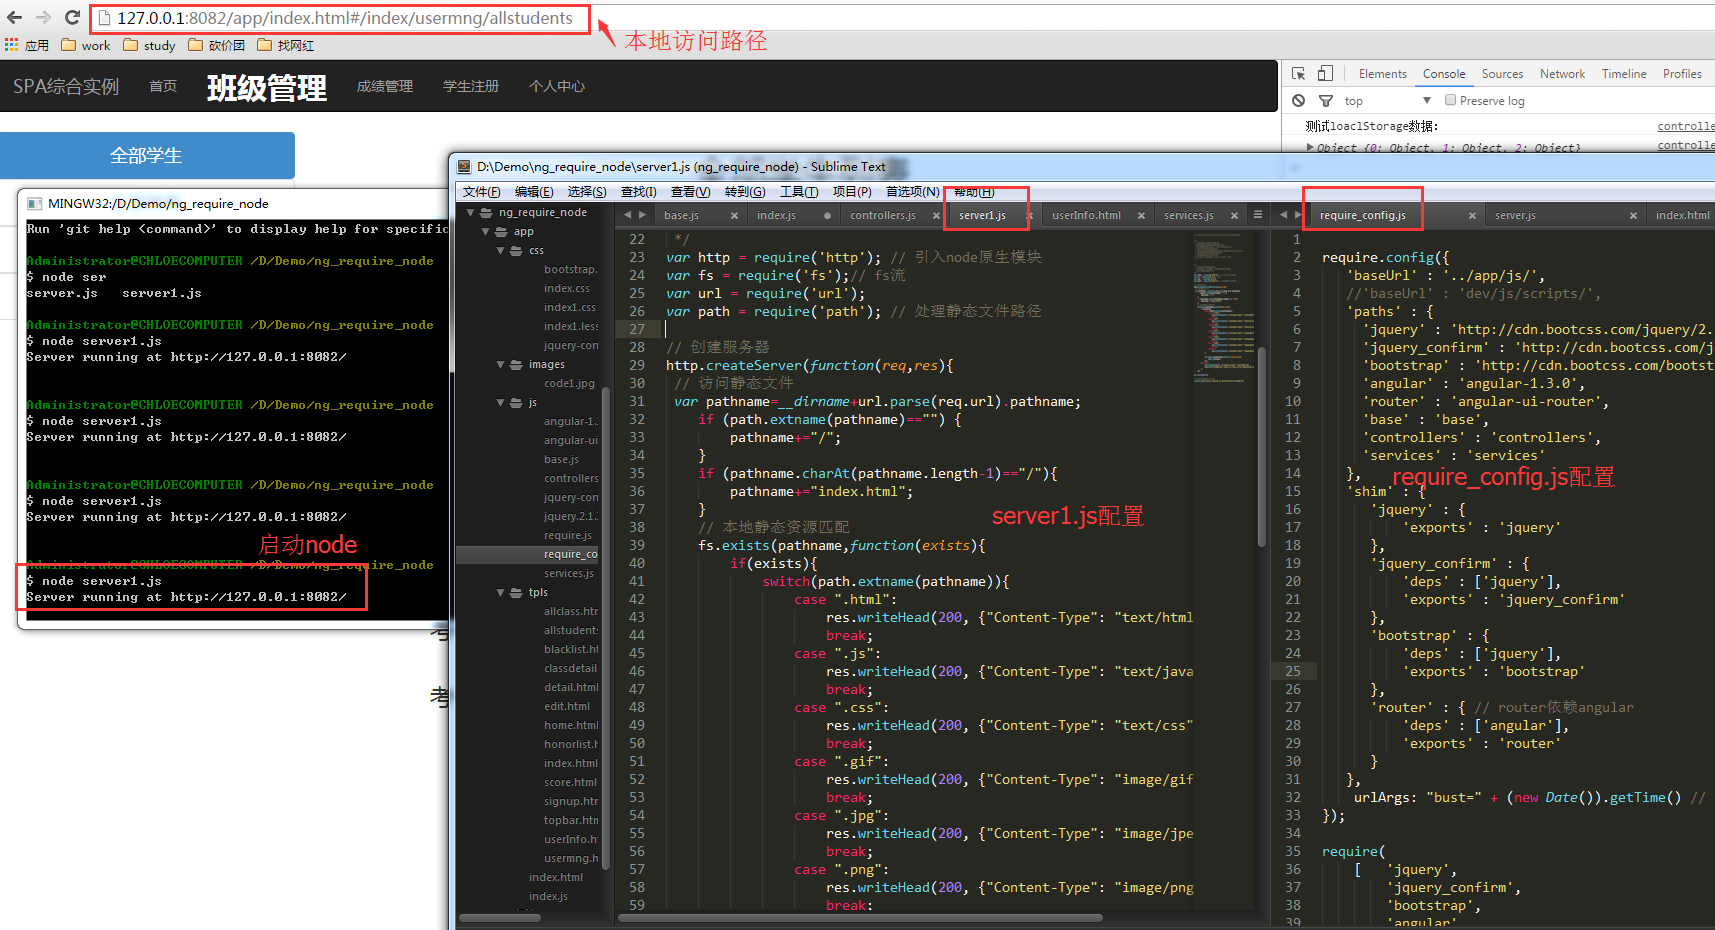 127.0.0.1:8082/app/index.html#/index/usermng/allstudents
本地访问路径
应用 work study 砍价团 找网红
SPA综合实例 首页 班级管理 成绩管理 学生注册 个人中心
全部学生
Elements Console Sources Network Timeline Profiles
top Preserve log
测试loaclStorage数据: controlle
Object {0: Object, 1: Object, 2: Object} controlle
MINGW32:/D/Demo/ng_require_node
Run 'git help <command>' to display help for specific
Administrator@CHLOECOMPUTER /D/Demo/ng_require_node
$ node ser
server.js server1.js
Administrator@CHLOECOMPUTER /D/Demo/ng_require_node
$ node server1.js
Server running at http://127.0.0.1:8082/
Administrator@CHLOECOMPUTER /D/Demo/ng_require_node
$ node server1.js
Server running at http://127.0.0.1:8082/
Administrator@CHLOECOMPUTER /D/Demo/ng_require_node
$ node server1.js
Server running at http://127.0.0.1:8082/
启动node
Administrator@CHLOECOMPUTER /D/Demo/ng_require_node
$ node server1.js
Server running at http://127.0.0.1:8082/
考
考
D:\Demo\ng_require_node\server1.js (ng_require_node) - Sublime Text
文件(F) 编辑(E) 选择(S) 查找(I) 查看(V) 转到(G) 工具(T) 项目(P) 首选项(N) 帮助(H)
ng_require_node
app
css
bootstrap.
index.css
index1.css
index1.less
jquery-con
images
code1.jpg
js
angular-1.
angular-ui
base.js
controllers
jquery-con
jquery.2.1.
require.js
require_co
services.js
tpls
allclass.htm
allstudents
blacklist.ht
classdetail
detail.html
edit.html
home.html
honorlist.h
index.html
score.html
signup.htm
topbar.htm
userInfo.h
usermng.h
index.html
index.js
base.js index.js controllers.js server1.js userInfo.html services.js
22 */
23 var http = require('http'); // 引入node原生模块
24 var fs = require('fs');// fs流
25 var url = require('url');
26 var path = require('path'); // 处理静态文件路径
27
28 // 创建服务器
29 http.createServer(function(req,res){
30 // 访问静态文件
31 var pathname=__dirname+url.parse(req.url).pathname;
32 if (path.extname(pathname)=="") {
33 pathname+="/";
34 }
35 if (pathname.charAt(pathname.length-1)=="/"){
36 pathname+="index.html";
37 }
38 // 本地静态资源匹配
39 fs.exists(pathname,function(exists){
40 if(exists){
41 switch(path.extname(pathname)){
42 case ".html":
43 res.writeHead(200, {"Content-Type": "text/html
44 break;
45 case ".js":
46 res.writeHead(200, {"Content-Type": "text/java
47 break;
48 case ".css":
49 res.writeHead(200, {"Content-Type": "text/css"
50 break;
51 case ".gif":
52 res.writeHead(200, {"Content-Type": "image/gif
53 break;
54 case ".jpg":
55 res.writeHead(200, {"Content-Type": "image/jpe
56 break;
57 case ".png":
58 res.writeHead(200, {"Content-Type": "image/png
59 break;
server1.js配置
require_config.js server.js index.html
1
2 require.config({
3 'baseUrl' : '../app/js/',
4 //'baseUrl' : 'dev/js/scripts/',
5 'paths' : {
6 'jquery' : 'http://cdn.bootcss.com/jquery/2.
7 'jquery_confirm' : 'http://cdn.bootcss.com/j
8 'bootstrap' : 'http://cdn.bootcss.com/bootst
9 'angular' : 'angular-1.3.0',
10 'router' : 'angular-ui-router',
11 'base' : 'base',
12 'controllers' : 'controllers',
13 'services' : 'services'
14 },
15 'shim' : {
16 'jquery' : {
17 'exports' : 'jquery'
18 },
19 'jquery_confirm' : {
20 'deps' : ['jquery'],
21 'exports' : 'jquery_confirm'
22 },
23 'bootstrap' : {
24 'deps' : ['jquery'],
25 'exports' : 'bootstrap'
26 },
27 'router' : { // router依赖angular
28 'deps' : ['angular'],
29 'exports' : 'router'
30 }
31 },
32 urlArgs: "bust=" + (new Date()).getTime() //
33 });
34
35 require(
36 [ 'jquery',
37 'jquery_confirm',
38 'bootstrap',
39 'angular'
require_config.js配置